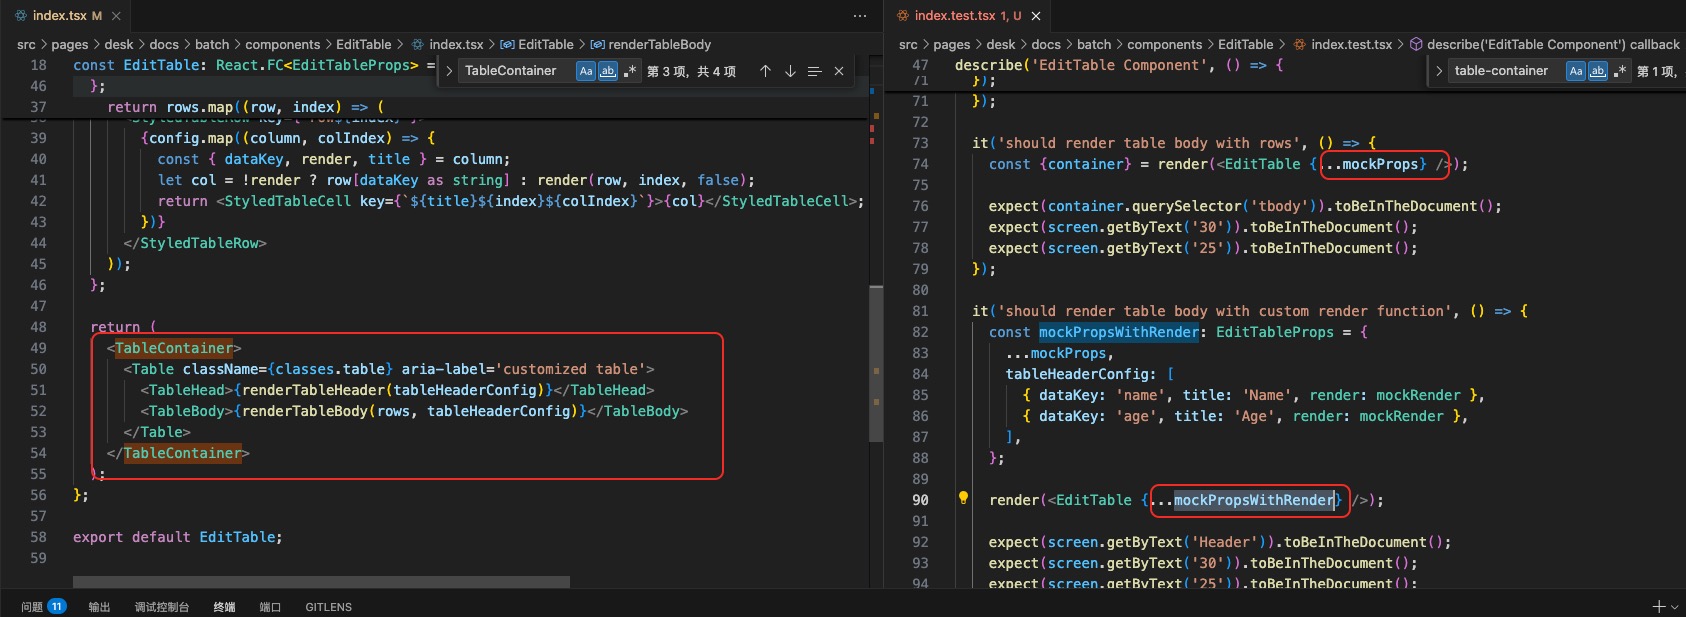 index.tsx M
src > pages > desk > docs > batch > components > EditTable > index.tsx > EditTable > renderTableBody
TableContainer Aa ab .* 第 3 项，共 4 项
18 const EditTable: React.FC<EditTableProps> =
46 };
37 return rows.map((row, index) => (
39 {config.map((column, colIndex) => {
40 const { dataKey, render, title } = column;
41 let col = !render ? row[dataKey as string] : render(row, index, false);
42 return <StyledTableCell key={`${title}${index}${colIndex}`}>{col}</StyledTableCell>;
43 })}
44 </StyledTableRow>
45 ));
46 };
47
48 return (
49 <TableContainer>
50 <Table className={classes.table} aria-label='customized table'>
51 <TableHead>{renderTableHeader(tableHeaderConfig)}</TableHead>
52 <TableBody>{renderTableBody(rows, tableHeaderConfig)}</TableBody>
53 </Table>
54 </TableContainer>
55 );
56 };
57
58 export default EditTable;
59
index.test.tsx 1, U
src > pages > desk > docs > batch > components > EditTable > index.test.tsx > describe('EditTable Component') callback
table-container Aa ab .* 第 1 项，
47 describe('EditTable Component', () => {
71 });
71 });
72
73 it('should render table body with rows', () => {
74 const {container} = render(<EditTable {...mockProps} />);
75
76 expect(container.querySelector('tbody')).toBeInTheDocument();
77 expect(screen.getByText('30')).toBeInTheDocument();
78 expect(screen.getByText('25')).toBeInTheDocument();
79 });
80
81 it('should render table body with custom render function', () => {
82 const mockPropsWithRender: EditTableProps = {
83 ...mockProps,
84 tableHeaderConfig: [
85 { dataKey: 'name', title: 'Name', render: mockRender },
86 { dataKey: 'age', title: 'Age', render: mockRender },
87 ],
88 };
89
90 render(<EditTable {...mockPropsWithRender} />);
91
92 expect(screen.getByText('Header')).toBeInTheDocument();
93 expect(screen.getByText('30')).toBeInTheDocument();
94 expect(screen.getByText('25')).toBeInTheDocument();
问题 11 输出 调试控制台 终端 端口 GITLENS